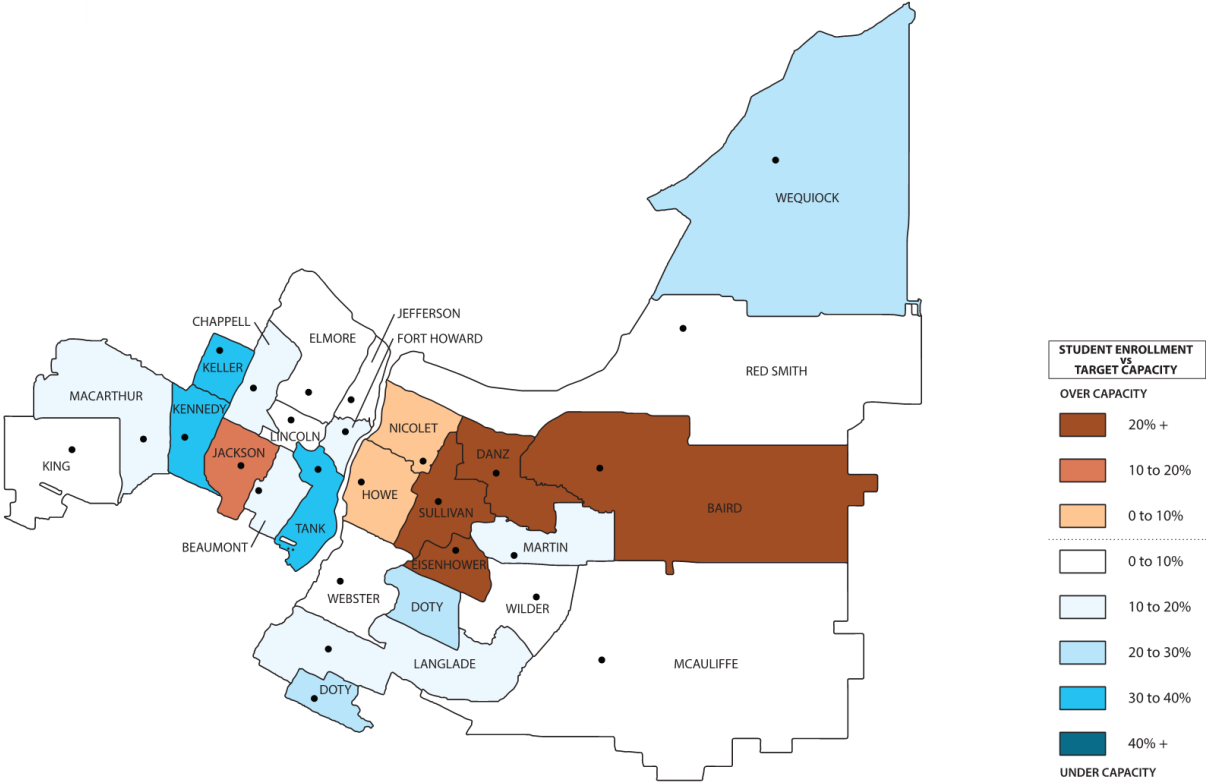 WEQUIOCK
JEFFERSON
CHAPPELL
FORT HOWARD
ELMORE
KELLER
RED SMITH
MACARTHUR
KENNEDY
NICOLET
LINCOLN
JACKSON
DANZ
KING
HOWE
SULLIVAN
BAIRD
TANK
BEAUMONT
MARTIN
EISENHOWER
WEBSTER
DOTY
WILDER
LANGLADE
MCAULIFFE
DOTY
STUDENT ENROLLMENT
vs
TARGET CAPACITY
OVER CAPACITY
20% +
10 to 20%
0 to 10%
0 to 10%
10 to 20%
20 to 30%
30 to 40%
40% +
UNDER CAPACITY